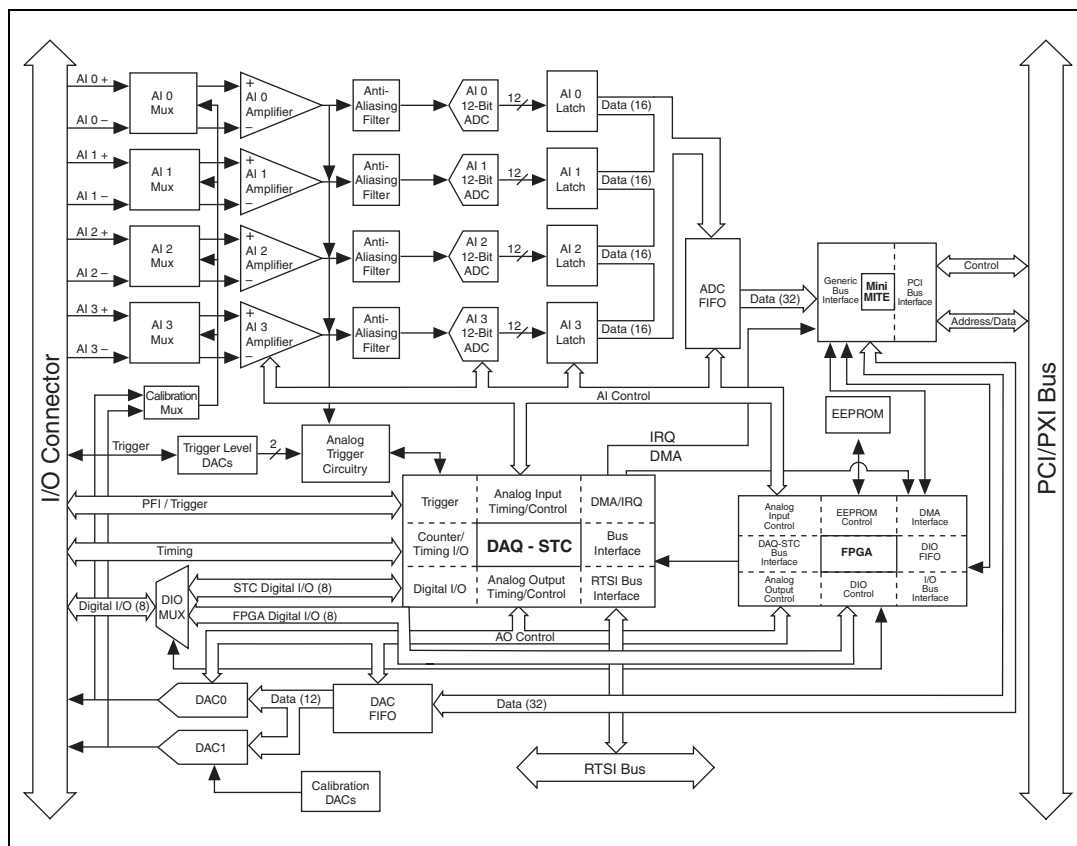 I/O Connector
PCI/PXI Bus
AI 0 +
AI 0 –
AI 0
Mux
+
AI 0
Amplifier
–
Anti-
Aliasing
Filter
AI 0
12-Bit
ADC
12
AI 0
Latch
Data (16)
AI 1 +
AI 1 –
AI 1
Mux
+
AI 1
Amplifier
–
Anti-
Aliasing
Filter
AI 1
12-Bit
ADC
12
AI 1
Latch
Data (16)
Data (16)
AI 2 +
AI 2 –
AI 2
Mux
+
AI 2
Amplifier
–
Anti-
Aliasing
Filter
AI 2
12-Bit
ADC
12
AI 2
Latch
Data (16)
AI 3 +
AI 3 –
AI 3
Mux
+
AI 3
Amplifier
–
Anti-
Aliasing
Filter
AI 3
12-Bit
ADC
12
AI 3
Latch
Data (16)
ADC
FIFO
Data (32)
Generic
Bus
Interface
Mini
MITE
PCI
Bus
Interface
Control
Address/Data
Calibration
Mux
AI Control
EEPROM
Trigger
Trigger Level
DACs
2
Analog
Trigger
Circuitry
IRQ
DMA
PFI / Trigger
Timing
Trigger
Analog Input
Timing/Control
DMA/IRQ
Counter/
Timing I/O
DAQ - STC
Bus
Interface
Digital I/O
Analog Output
Timing/Control
RTSI Bus
Interface
Analog
Input
Control
EEPROM
Control
DMA
Interface
DAQ-STC
Bus
Interface
FPGA
DIO
FIFO
Analog
Output
Control
DIO
Control
I/O
Bus
Interface
Digital I/O (8)
DIO
MUX
STC Digital I/O (8)
FPGA Digital I/O (8)
AO Control
DAC0
Data (12)
DAC
FIFO
Data (32)
DAC1
Calibration
DACs
RTSI Bus